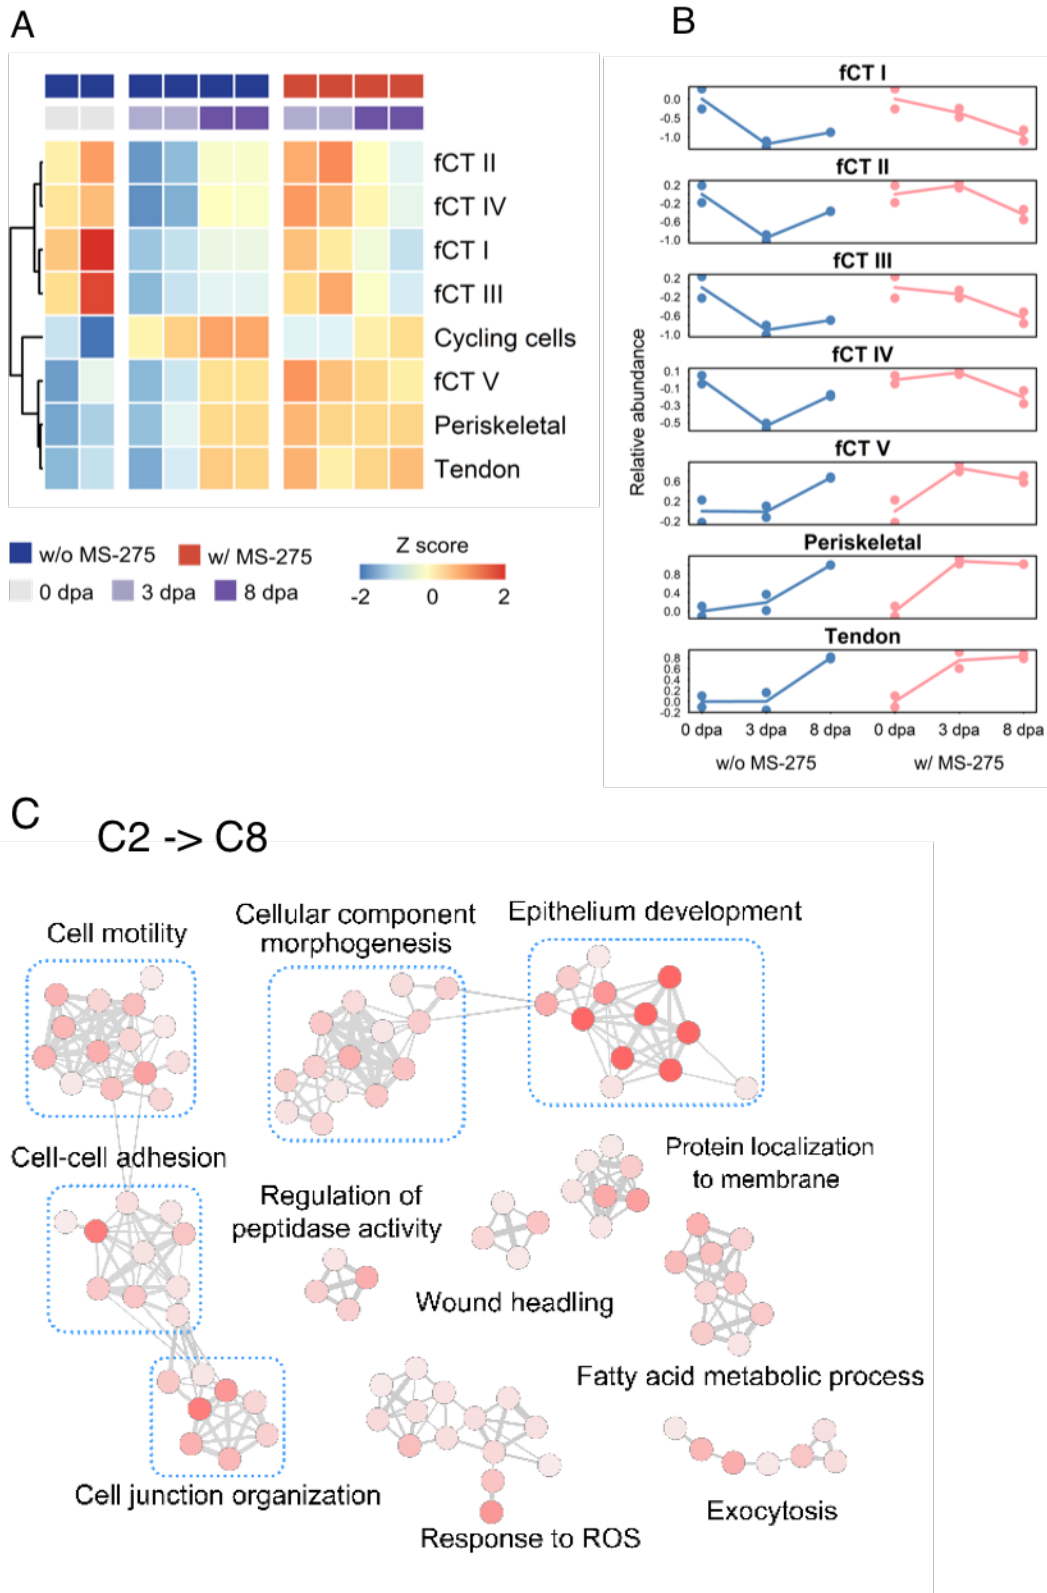 A
fCT II
fCT IV
fCT I
fCT III
Cycling cells
fCT V
Periskeletal
Tendon
w/o MS-275
w/ MS-275
0 dpa
3 dpa
8 dpa
Z score
-2 0 2
B
Relative abundance
fCT I
0.0
-0.5
-1.0
fCT II
0.2
-0.2
-0.6
-1.0
fCT III
0.2
-0.2
-0.6
-1.0
fCT IV
0.1
-0.1
-0.3
-0.5
fCT V
0.6
0.2
-0.2
Periskeletal
0.8
0.4
0.0
Tendon
0.8
0.6
0.4
0.2
0.0
-0.2
0 dpa 3 dpa 8 dpa 0 dpa 3 dpa 8 dpa
w/o MS-275 w/ MS-275
C
C2 -> C8
Cell motility
Cellular component
morphogenesis
Epithelium development
Cell-cell adhesion
Regulation of
peptidase activity
Protein localization
to membrane
Wound headling
Fatty acid metabolic process
Cell junction organization
Response to ROS
Exocytosis